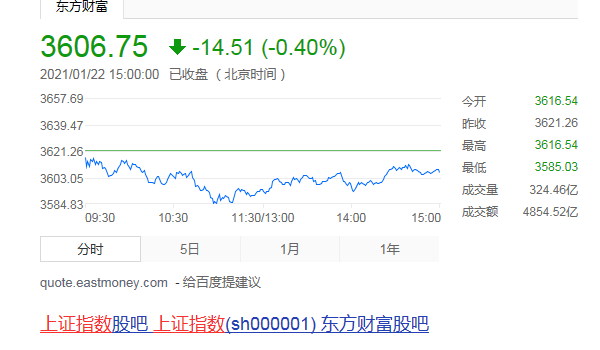 东方财富
3606.75 -14.51 (-0.40%)
2021/01/22 15:00:00 已收盘 (北京时间)
3657.69
3639.47
3621.26
3603.05
3584.83
09:30 10:30 11:30/13:00 14:00 15:00
今开 3616.54
昨收 3621.26
最高 3616.54
最低 3585.03
成交量 324.46亿
成交额 4854.52亿
分时 5日 1月 1年
quote.eastmoney.com - 给百度提建议
上证指数股吧_上证指数(sh000001)_东方财富股吧